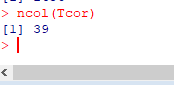 > ncol(Tcor)
[1] 39
>